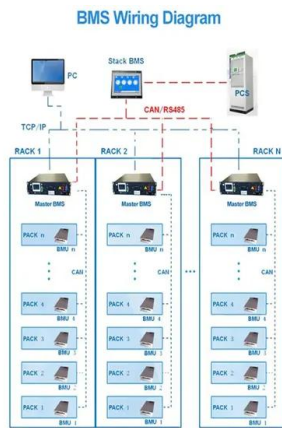 BMS Wiring Diagram
PC
Stack BMS
PCS
CAN/RS485
TCP/IP
RACK 1
RACK 2
RACK N
Master BMS
Master BMS
Master BMS
PACK n
BMU n
PACK n
BMU n
PACK n
BMU n
CAN
CAN
CAN
PACK 4
BMU 4
PACK 4
BMU 4
PACK 4
BMU 4
PACK 3
BMU 3
PACK 3
BMU 3
PACK 3
BMU 3
PACK 2
BMU 2
PACK 2
BMU 2
PACK 2
BMU 2
PACK 1
BMU 1
PACK 1
BMU 1
PACK 1
BMU 1